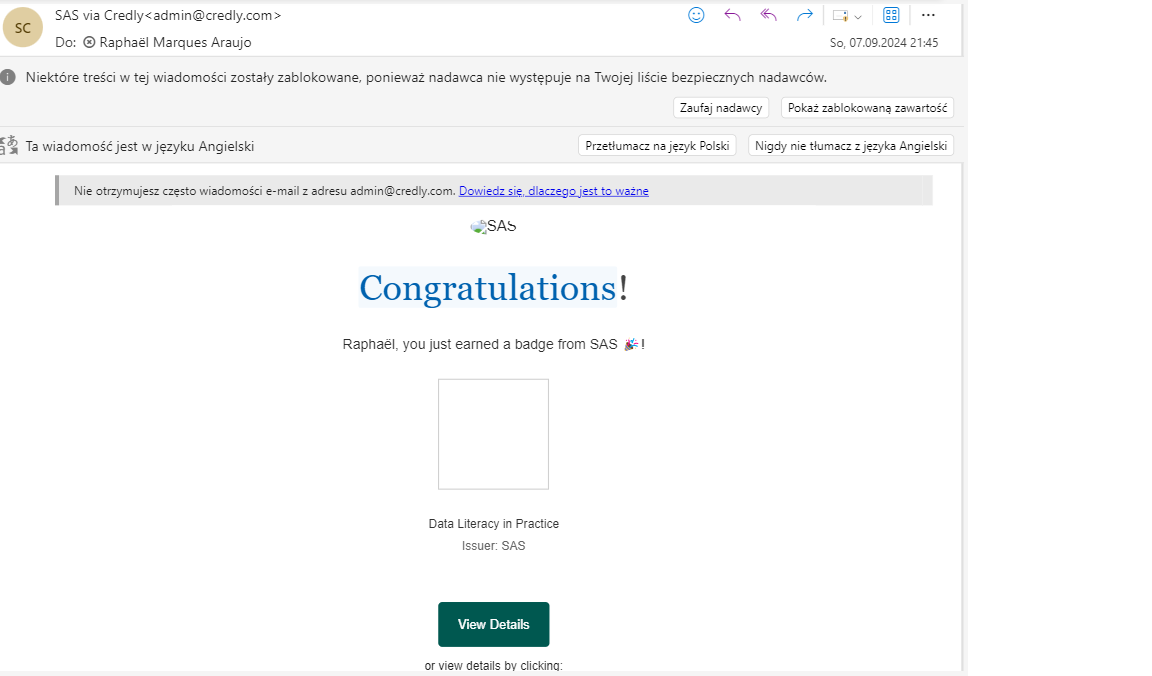 SC
SAS via Credly<admin@credly.com>
Do: Raphaël Marques Araujo
So, 07.09.2024 21:45
Niektóre treści w tej wiadomości zostały zablokowane, ponieważ nadawca nie występuje na Twojej liście bezpiecznych nadawców.
Zaufaj nadawcy Pokaż zablokowaną zawartość
Ta wiadomość jest w języku Angielski Przetłumacz na język Polski Nigdy nie tłumacz z języka Angielski
Nie otrzymujesz często wiadomości e-mail z adresu admin@credly.com. Dowiedz się, dlaczego jest to ważne
SAS
Congratulations!
Raphaël, you just earned a badge from SAS 🎉!
Data Literacy in Practice
Issuer: SAS
View Details
or view details by clicking: